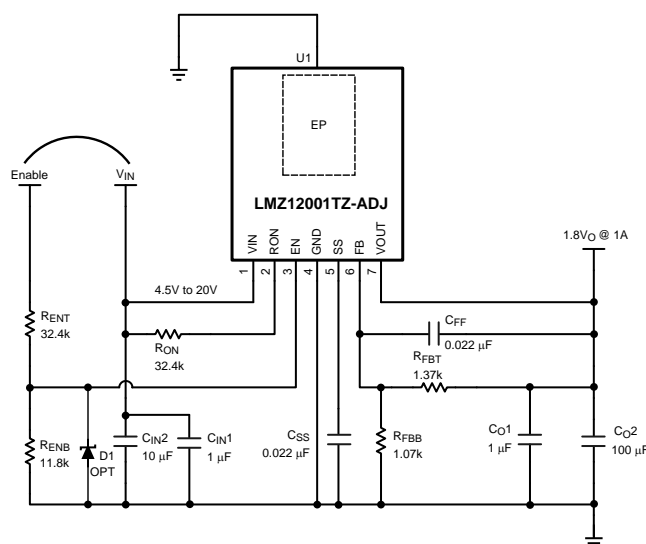 U1
EP
LMZ12001TZ-ADJ
VIN
RON
EN
GND
SS
FB
VOUT
1
2
3
4
5
6
7
Enable
VIN
4.5V to 20V
1.8VO @ 1A
RENT
32.4k
RON
32.4k
CFF
0.022 μF
RFBT
1.37k
RENB
11.8k
D1
OPT
CIN2
10 μF
CIN1
1 μF
CSS
0.022 μF
RFBB
1.07k
CO1
1 μF
CO2
100 μF